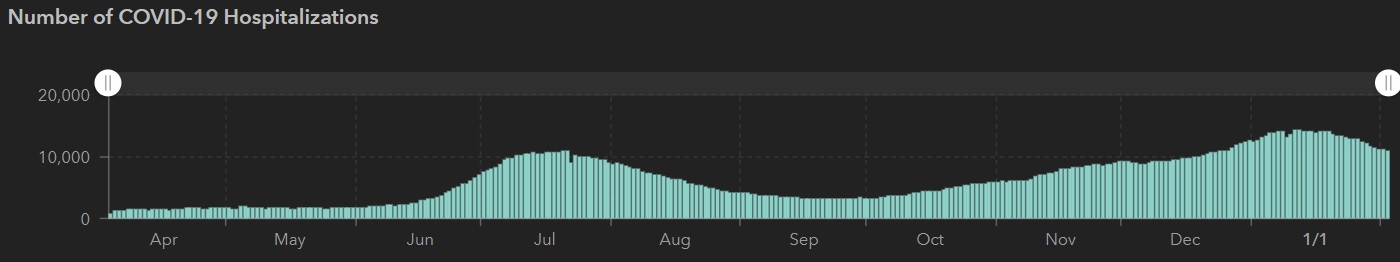 Number of COVID-19 Hospitalizations
20,000
10,000
0
Apr May Jun Jul Aug Sep Oct Nov Dec 1/1